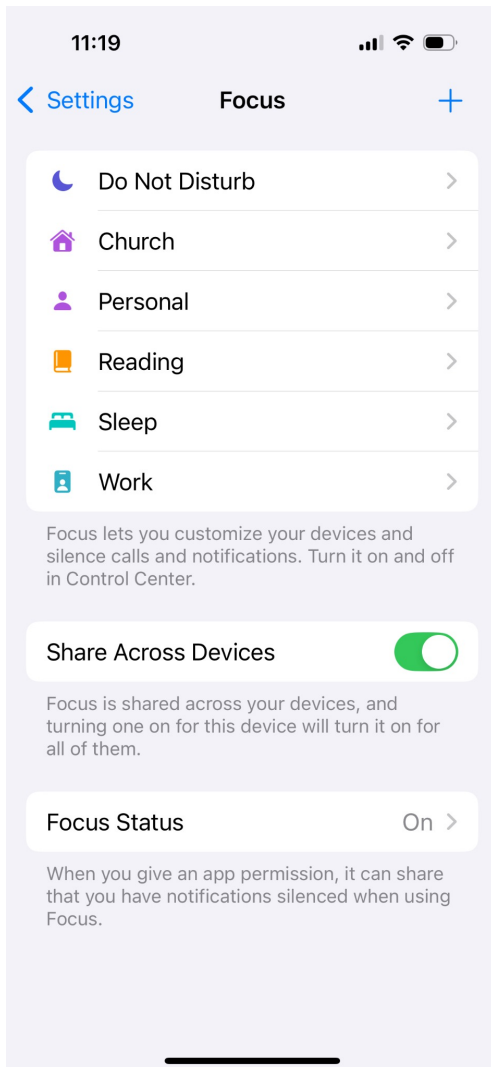 11:19
Settings
Focus
Do Not Disturb
Church
Personal
Reading
Sleep
Work
Focus lets you customize your devices and
silence calls and notifications. Turn it on and off
in Control Center.
Share Across Devices
Focus is shared across your devices, and
turning one on for this device will turn it on for
all of them.
Focus Status On
When you give an app permission, it can share
that you have notifications silenced when using
Focus.